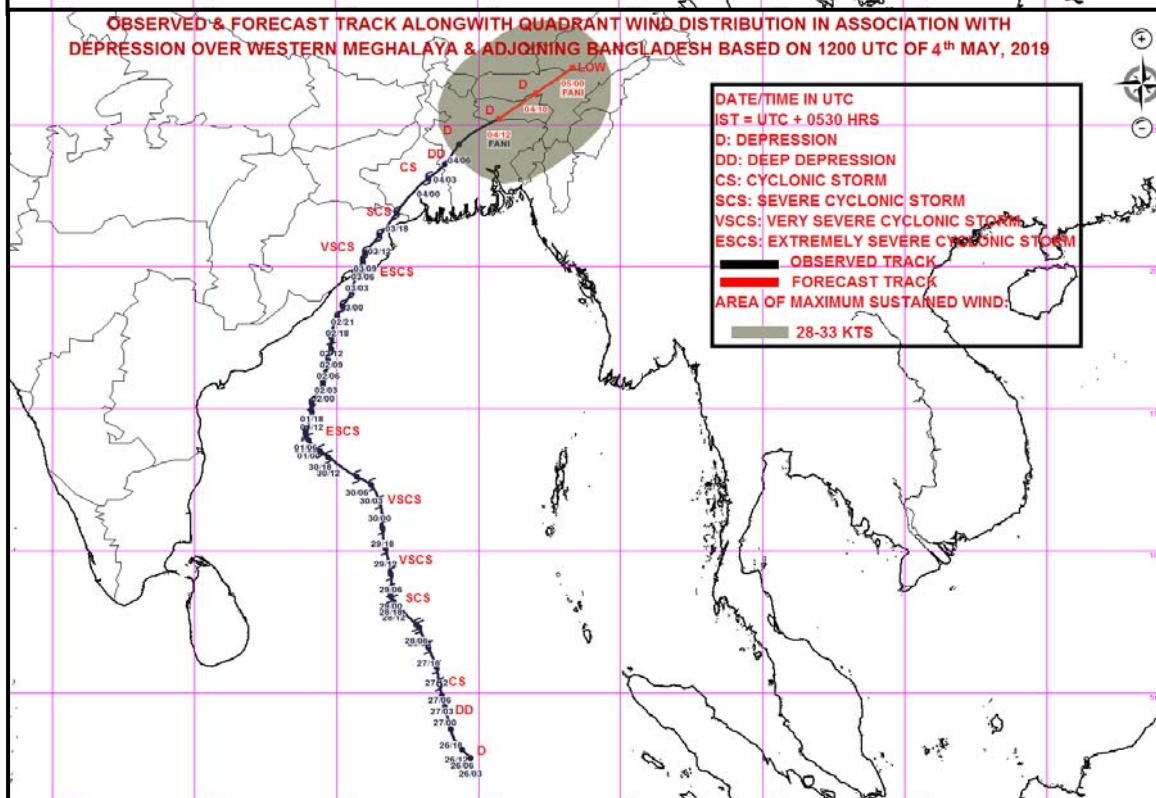 OBSERVED & FORECAST TRACK ALONGWITH QUADRANT WIND DISTRIBUTION IN ASSOCIATION WITH
DEPRESSION OVER WESTERN MEGHALAYA & ADJOINING BANGLADESH BASED ON 1200 UTC OF 4th MAY, 2019
DATE/TIME IN UTC
IST = UTC + 0530 HRS
D: DEPRESSION
DD: DEEP DEPRESSION
CS: CYCLONIC STORM
SCS: SEVERE CYCLONIC STORM
VSCS: VERY SEVERE CYCLONIC STORM
ESCS: EXTREMELY SEVERE CYCLONIC STORM
OBSERVED TRACK
FORECAST TRACK
AREA OF MAXIMUM SUSTAINED WIND:
28-33 KTS
LOW
05/00
FANI
D
04/18
D
04/12
FANI
D
04/06
DD
04/03
CS
04/00
SCS
03/18
03/12
VSCS
03/09
ESCS
03/06
03/03
03/00
02/21
02/18
02/12
02/09
02/06
02/03
02/00
01/18
01/12
ESCS
01/06
01/00
30/18
30/12
30/06
30/03
VSCS
30/00
29/18
29/12
VSCS
29/06
29/00
SCS
28/18
28/12
28/06
27/18
27/12
CS
27/06
27/03
DD
27/00
26/18
D
26/12
26/06
26/03